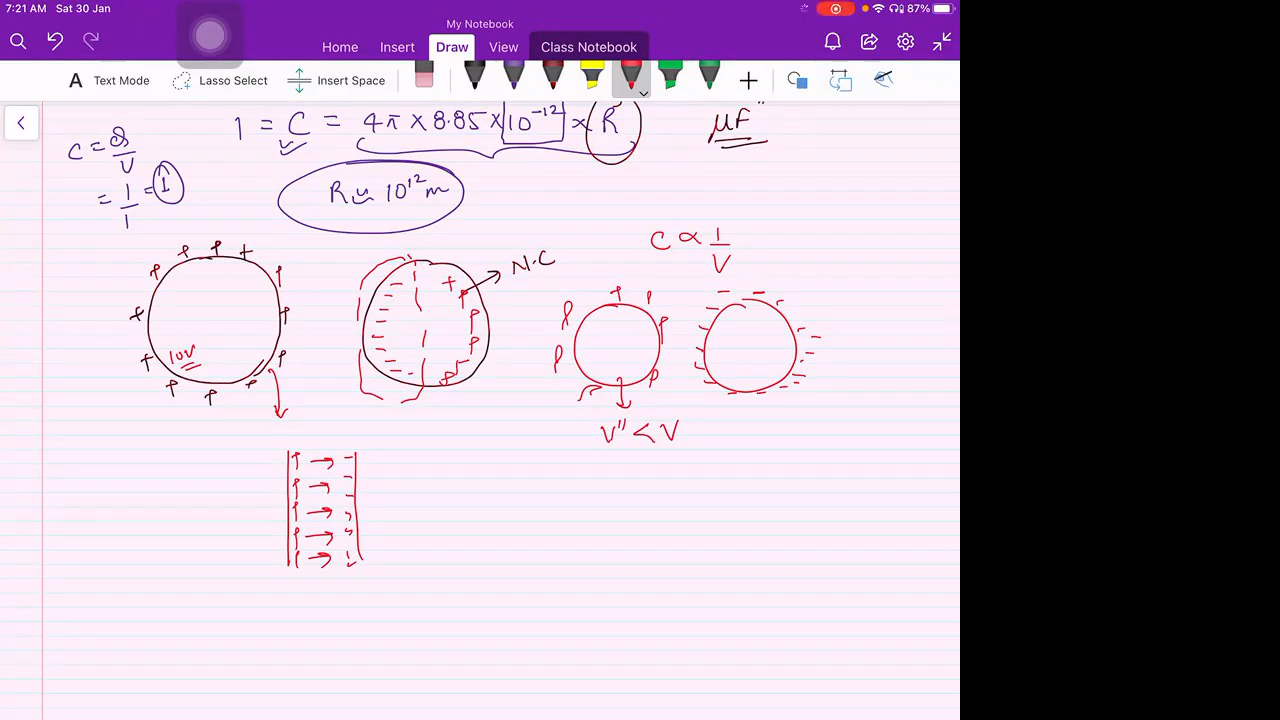 7:21 AM Sat 30 Jan
87%
My Notebook
Home Insert Draw View Class Notebook
Text Mode Lasso Select Insert Space
1 = C = 4π × 8.85 × 10⁻¹² × R
μF"
C = Q/V
= 1/1 = 1
R ≈ 10¹² m
C ∝ 1/V
N.C
10V
V" < V